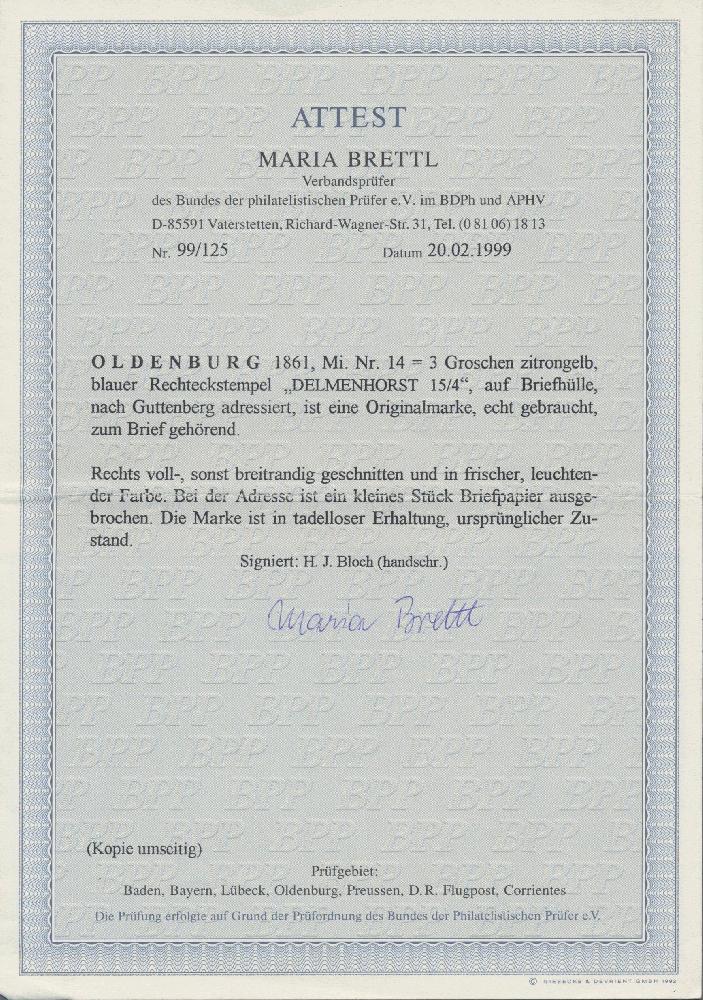 ATTEST
MARIA BRETTL
Verbandsprüfer
des Bundes der philatelistischen Prüfer e.V. im BDPh und APHV
D-85591 Vaterstetten, Richard-Wagner-Str. 31, Tel. (0 81 06) 18 13
Nr. 99/125 Datum 20.02.1999
OLDENBURG 1861, Mi. Nr. 14 = 3 Groschen zitrongelb,
blauer Rechteckstempel „DELMENHORST 15/4“, auf Briefhülle,
nach Guttenberg adressiert, ist eine Originalmarke, echt gebraucht,
zum Brief gehörend.
Rechts voll-, sonst breitrandig geschnitten und in frischer, leuchten-
der Farbe. Bei der Adresse ist ein kleines Stück Briefpapier ausge-
brochen. Die Marke ist in tadelloser Erhaltung, ursprünglicher Zu-
stand.
Signiert: H. J. Bloch (handschr.)
Maria Brettl
(Kopie umseitig)
Prüfgebiet:
Baden, Bayern, Lübeck, Oldenburg, Preussen, D.R. Flugpost, Corrientes
Die Prüfung erfolgte auf Grund der Prüfordnung des Bundes der Philatelistischen Prüfer e.V.
© GIESECKE & DEVRIENT GMBH 1992